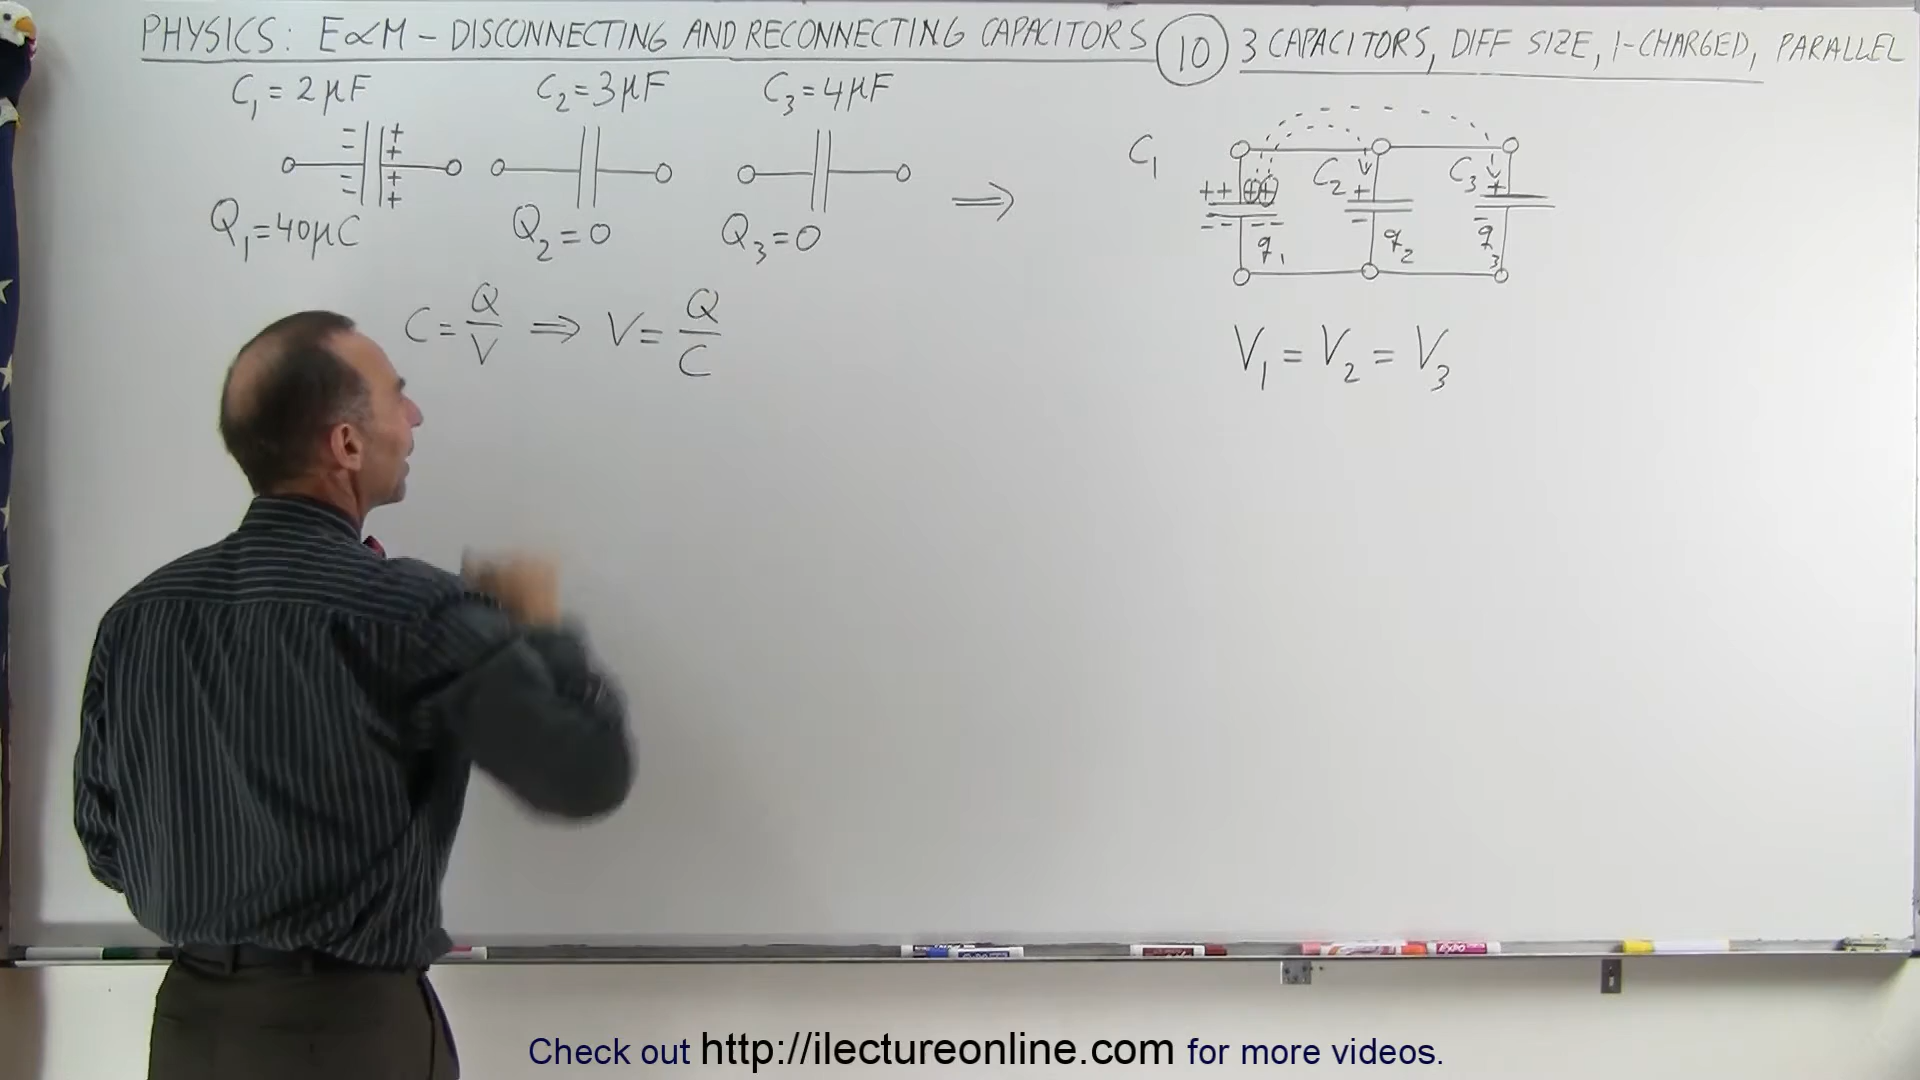 PHYSICS: E∝M – DISCONNECTING AND RECONNECTING CAPACITORS 10 3 CAPACITORS, DIFF SIZE, 1-CHARGED, PARALLEL
C₁ = 2μF C₂ = 3μF C₃ = 4μF
Q₁ = 40μC Q₂ = 0 Q₃ = 0
C₁ C₂ C₃
q₁ q₂ q₃
C = Q/V ⇒ V = Q/C
V₁ = V₂ = V₃
Check out http://ilectureonline.com for more videos.